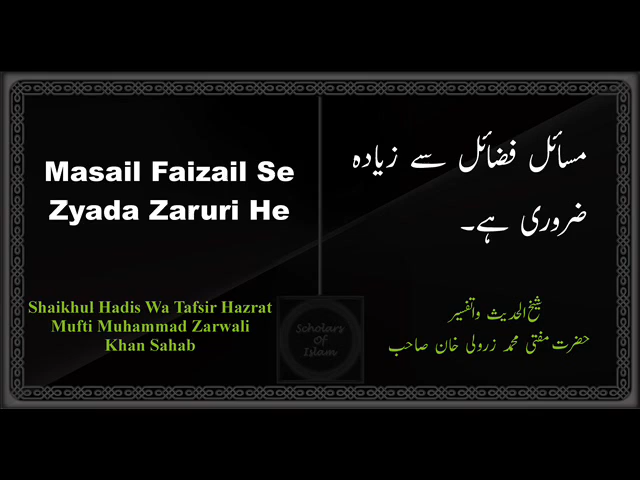 Masail Faizail Se
Zyada Zaruri He
Shaikhul Hadis Wa Tafsir Hazrat
Mufti Muhammad Zarwali
Khan Sahab
مسائل فضائل سے زیادہ
ضروری ہے۔
شیخ الحدیث و تفسیر
حضرت مفتی محمد زرولی خان صاحب
Scholars
Of
Islam